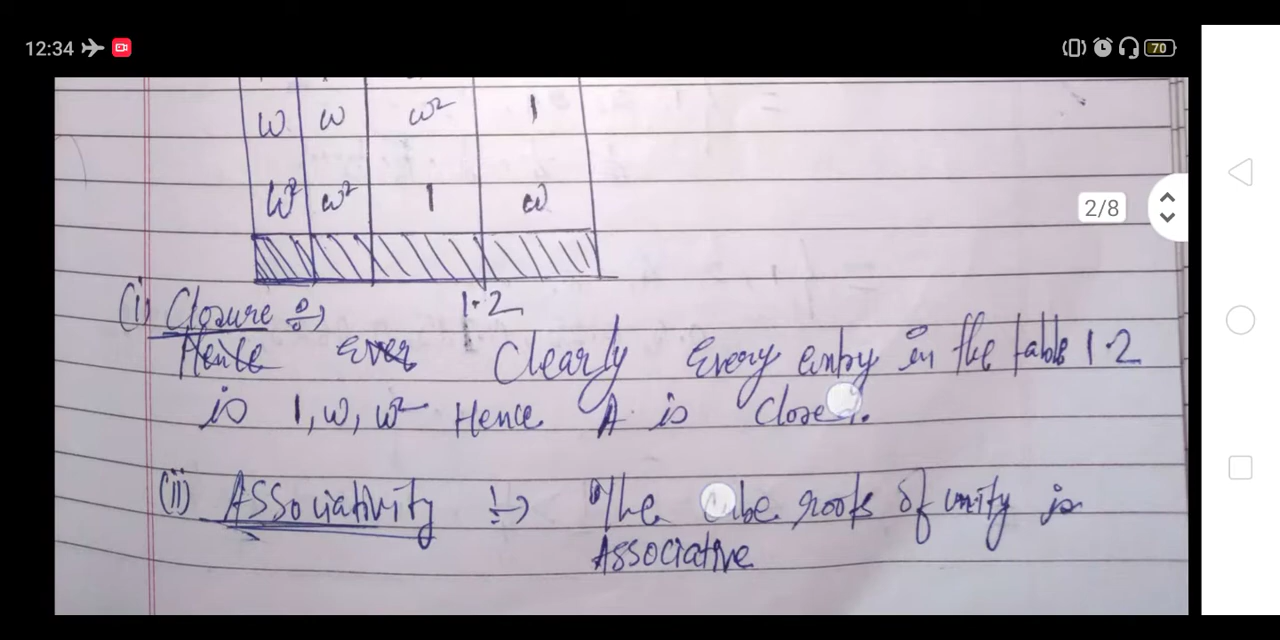 12:34
70
ω ω ω² 1
2/8
ω² ω² 1 ω
1.2
(i) Closure
Hence ever Clearly every entry in the table 1.2
is 1, ω, ω² Hence A is closed.
(ii) Associativity The cube roots of unity is
Associative